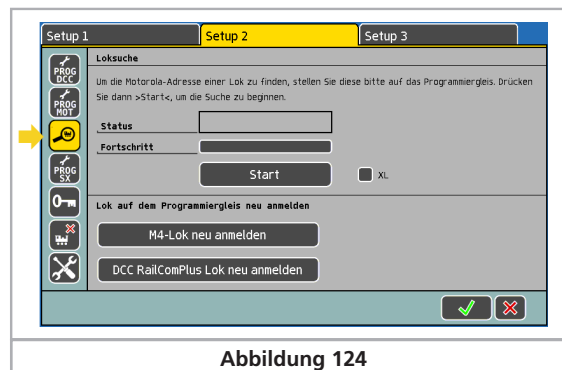 Setup 1
Setup 2
Setup 3
PROG DCC
PROG MOT
PROG SX
Loksuche
Um die Motorola-Adresse einer Lok zu finden, stellen Sie diese bitte auf das Programmiergleis. Drücken
Sie dann >Start<, um die Suche zu beginnen.
Status
Fortschritt
Start
XL
Lok auf dem Programmiergleis neu anmelden
M4-Lok neu anmelden
DCC RailComPlus Lok neu anmelden
Abbildung 124